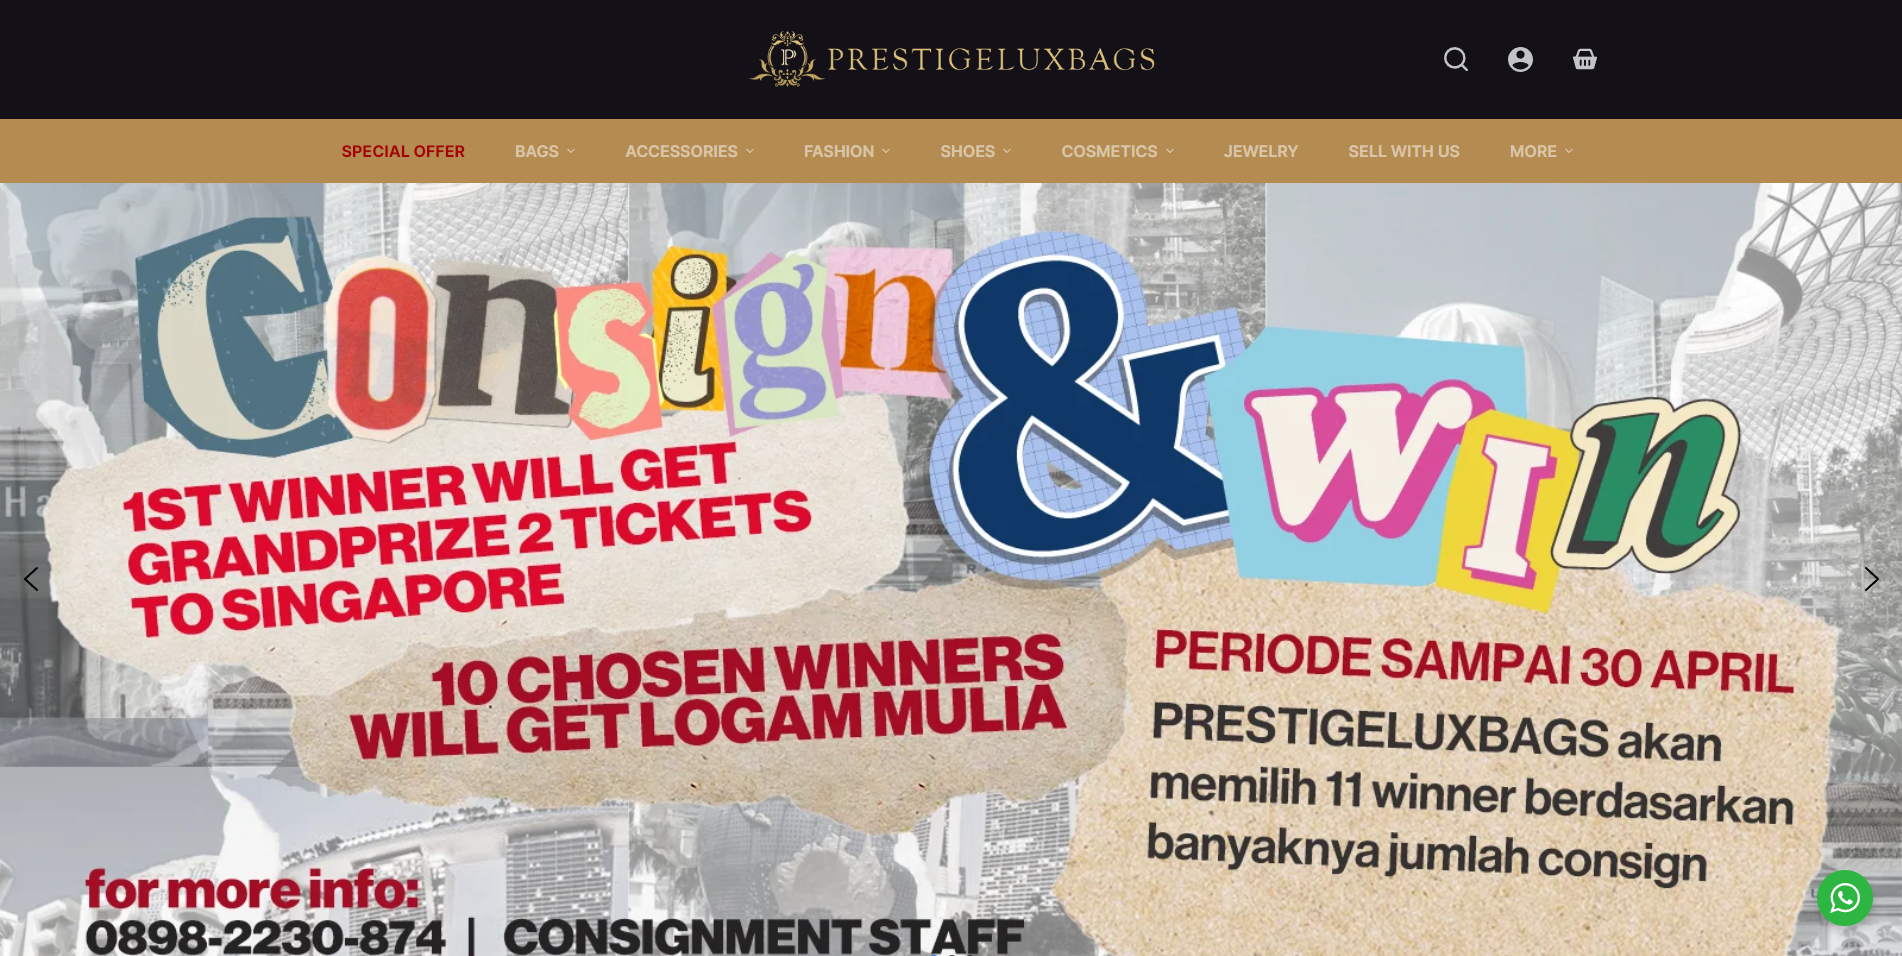 P PRESTIGELUXBAGS
SPECIAL OFFER BAGS ACCESSORIES FASHION SHOES COSMETICS JEWELRY SELL WITH US MORE
Consign & Win
1ST WINNER WILL GET
GRANDPRIZE 2 TICKETS
TO SINGAPORE
10 CHOSEN WINNERS
WILL GET LOGAM MULIA
PERIODE SAMPAI 30 APRIL
PRESTIGELUXBAGS akan
memilih 11 winner berdasarkan
banyaknya jumlah consign
for more info:
0898-2230-874 | CONSIGNMENT STAFF